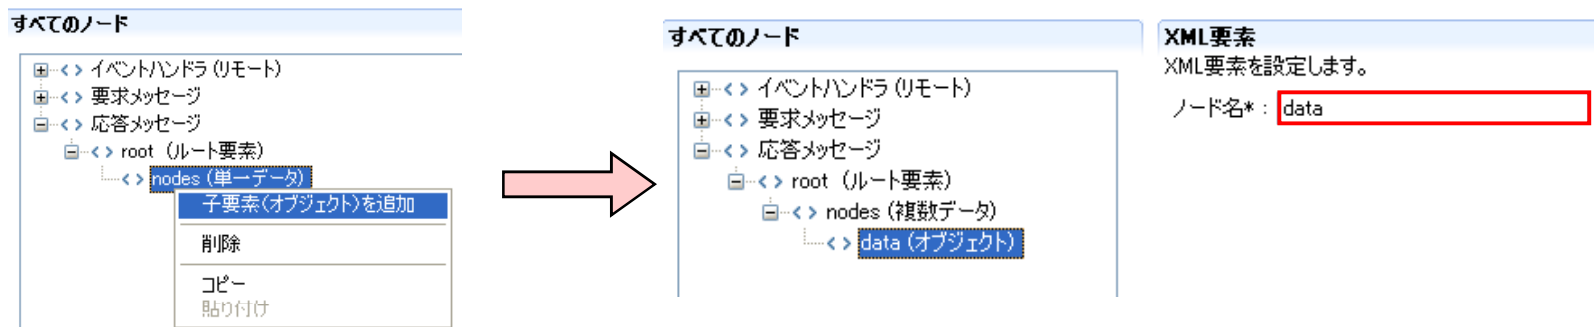 すべてのノード
<> イベントハンドラ (リモート)
<> 要求メッセージ
<> 応答メッセージ
<> root (ルート要素)
<> nodes (単一データ)
子要素(オブジェクト)を追加
削除
コピー
貼り付け
すべてのノード
<> イベントハンドラ (リモート)
<> 要求メッセージ
<> 応答メッセージ
<> root (ルート要素)
<> nodes (複数データ)
<> data (オブジェクト)
XML要素
XML要素を設定します。
ノード名* : data